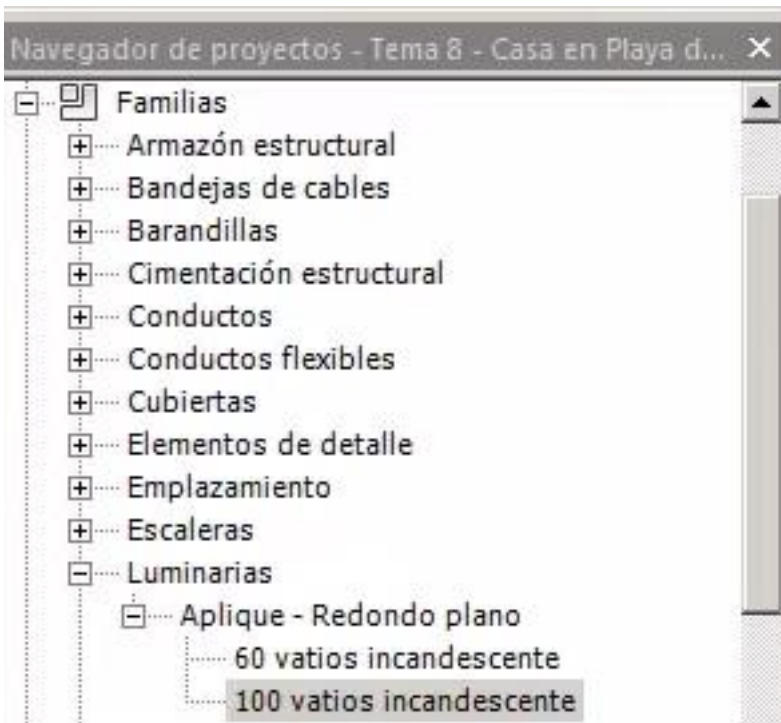 Navegador de proyectos - Tema 8 - Casa en Playa d...
Familias
Armazón estructural
Bandejas de cables
Barandillas
Cimentación estructural
Conductos
Conductos flexibles
Cubiertas
Elementos de detalle
Emplazamiento
Escaleras
Luminarias
Aplique - Redondo plano
60 vatios incandescente
100 vatios incandescente